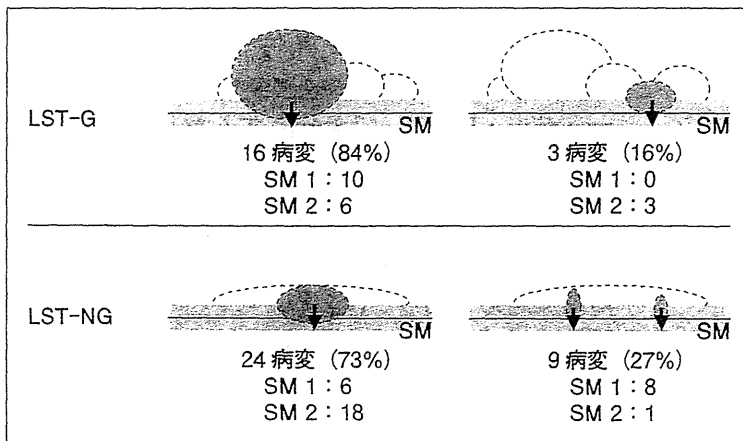 LST-G
SM
16 病変 (84%)
SM 1：10
SM 2：6
SM
3 病変 (16%)
SM 1：0
SM 2：3
LST-NG
SM
24 病変 (73%)
SM 1：6
SM 2：18
SM
9 病変 (27%)
SM 1：8
SM 2：1